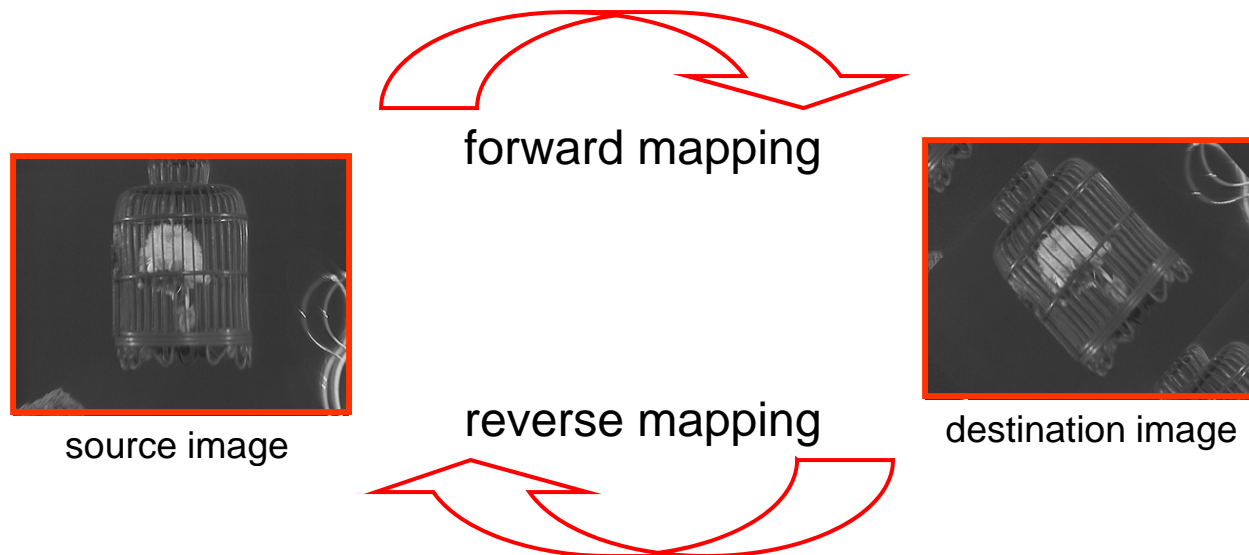 forward mapping
source image
reverse mapping
destination image